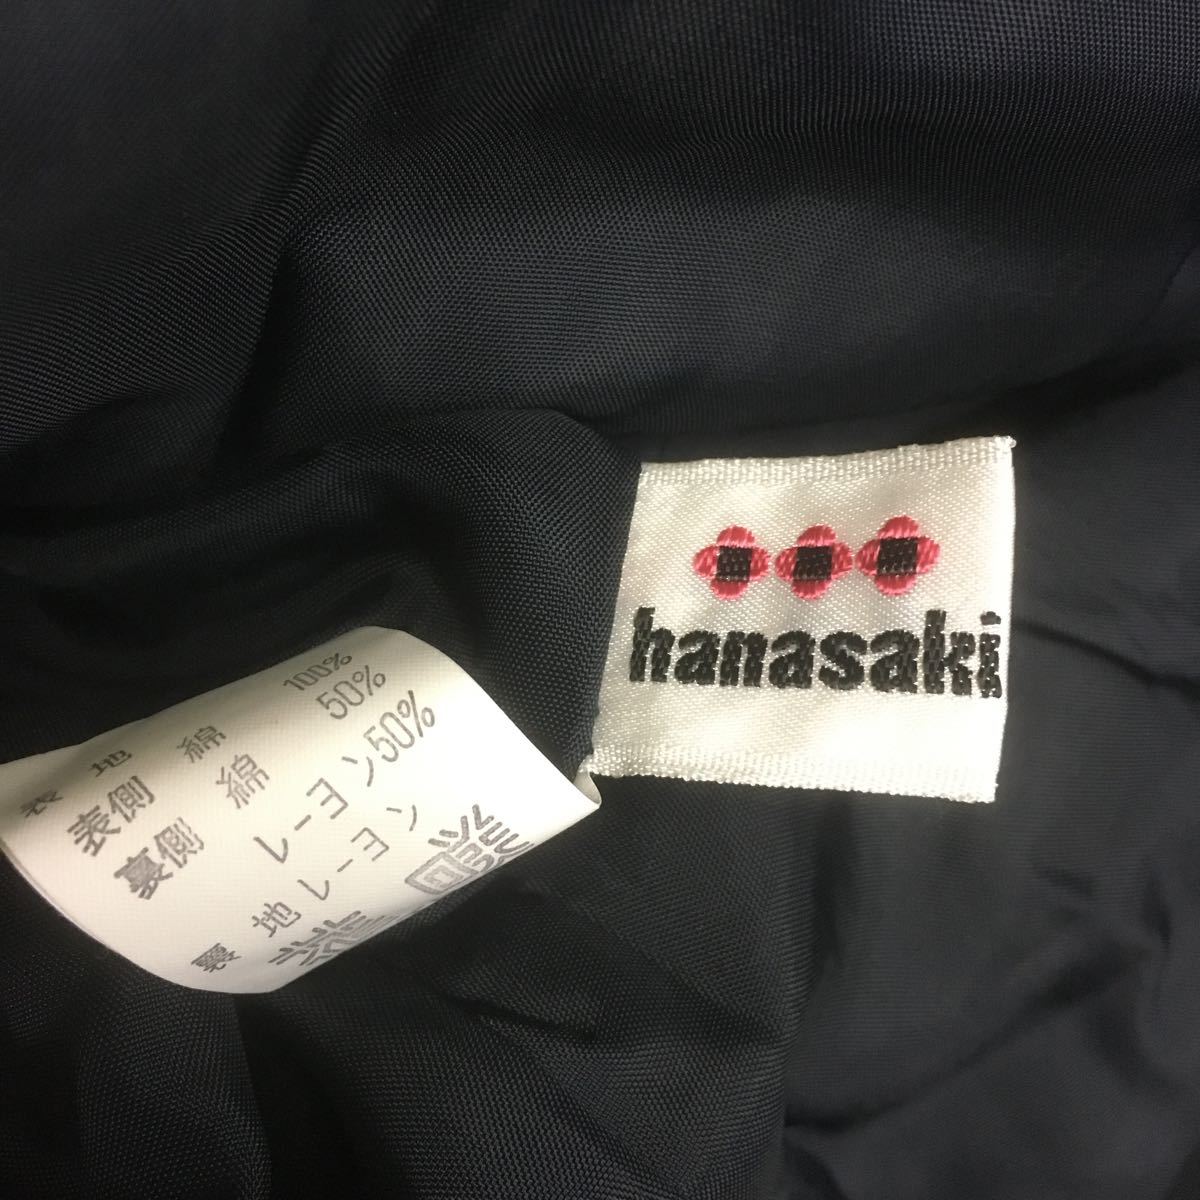 hanasaki
表 地 綿 100%
表側 綿 50%
裏側 レーヨン50%
裏 地 レーヨン